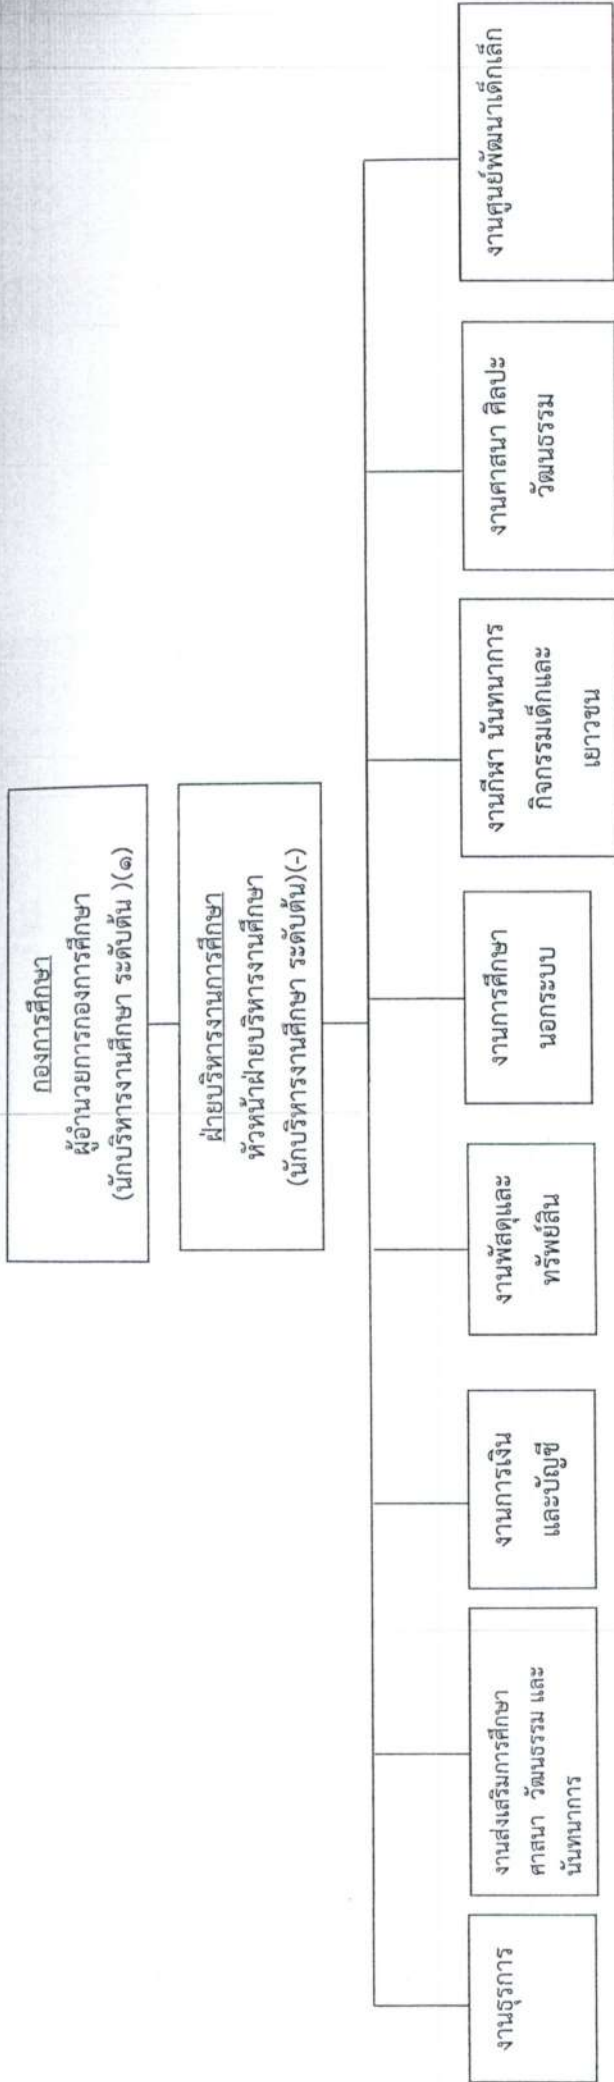 กองการศึกษา
ผู้อำนวยการกองการศึกษา
(นักบริหารงานศึกษา ระดับต้น )(๑)
ฝ่ายบริหารงานการศึกษา
หัวหน้าฝ่ายบริหารงานศึกษา
(นักบริหารงานศึกษา ระดับต้น)(-)
งานธุรการ
งานส่งเสริมการศึกษา
ศาสนา วัฒนธรรม และ
นันทนาการ
งานการเงิน
และบัญชี
งานพัสดุและ
ทรัพย์สิน
งานการศึกษา
นอกระบบ
งานกีฬา นันทนาการ
กิจกรรมเด็กและ
เยาวชน
งานศาสนา ศิลปะ
วัฒนธรรม
งานศูนย์พัฒนาเด็กเล็ก